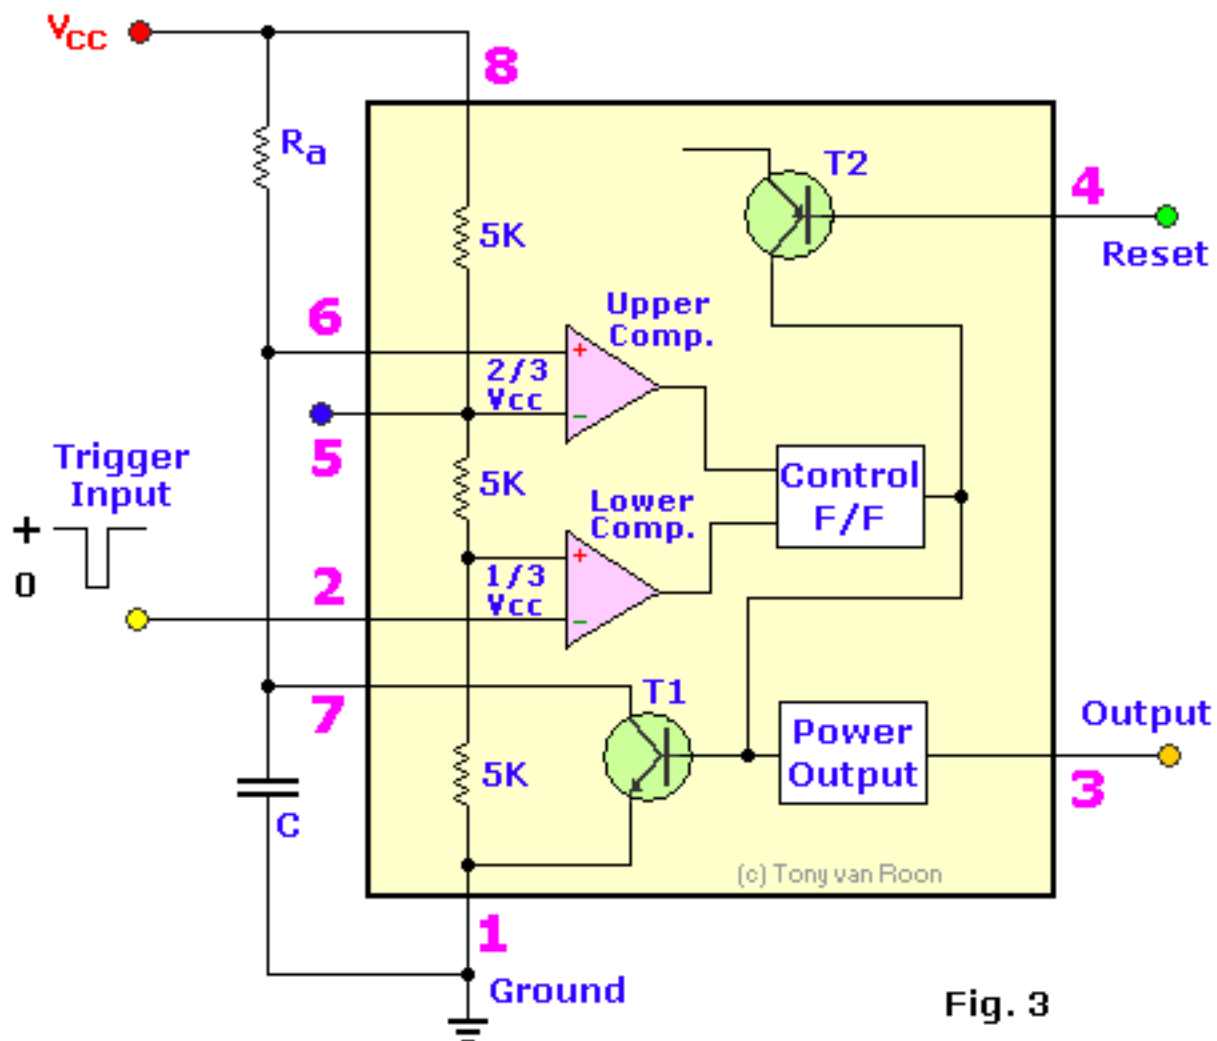 VCC
8
Ra
T2
4
5K
Reset
6
Upper
Comp.
+
2/3
Vcc
−
5
Trigger
Input
5K
Control
F/F
Lower
Comp.
+
0
+
1/3
Vcc
2
−
T1
7
Output
Power
Output
5K
3
C
(c) Tony van Roon
1
Ground
Fig. 3